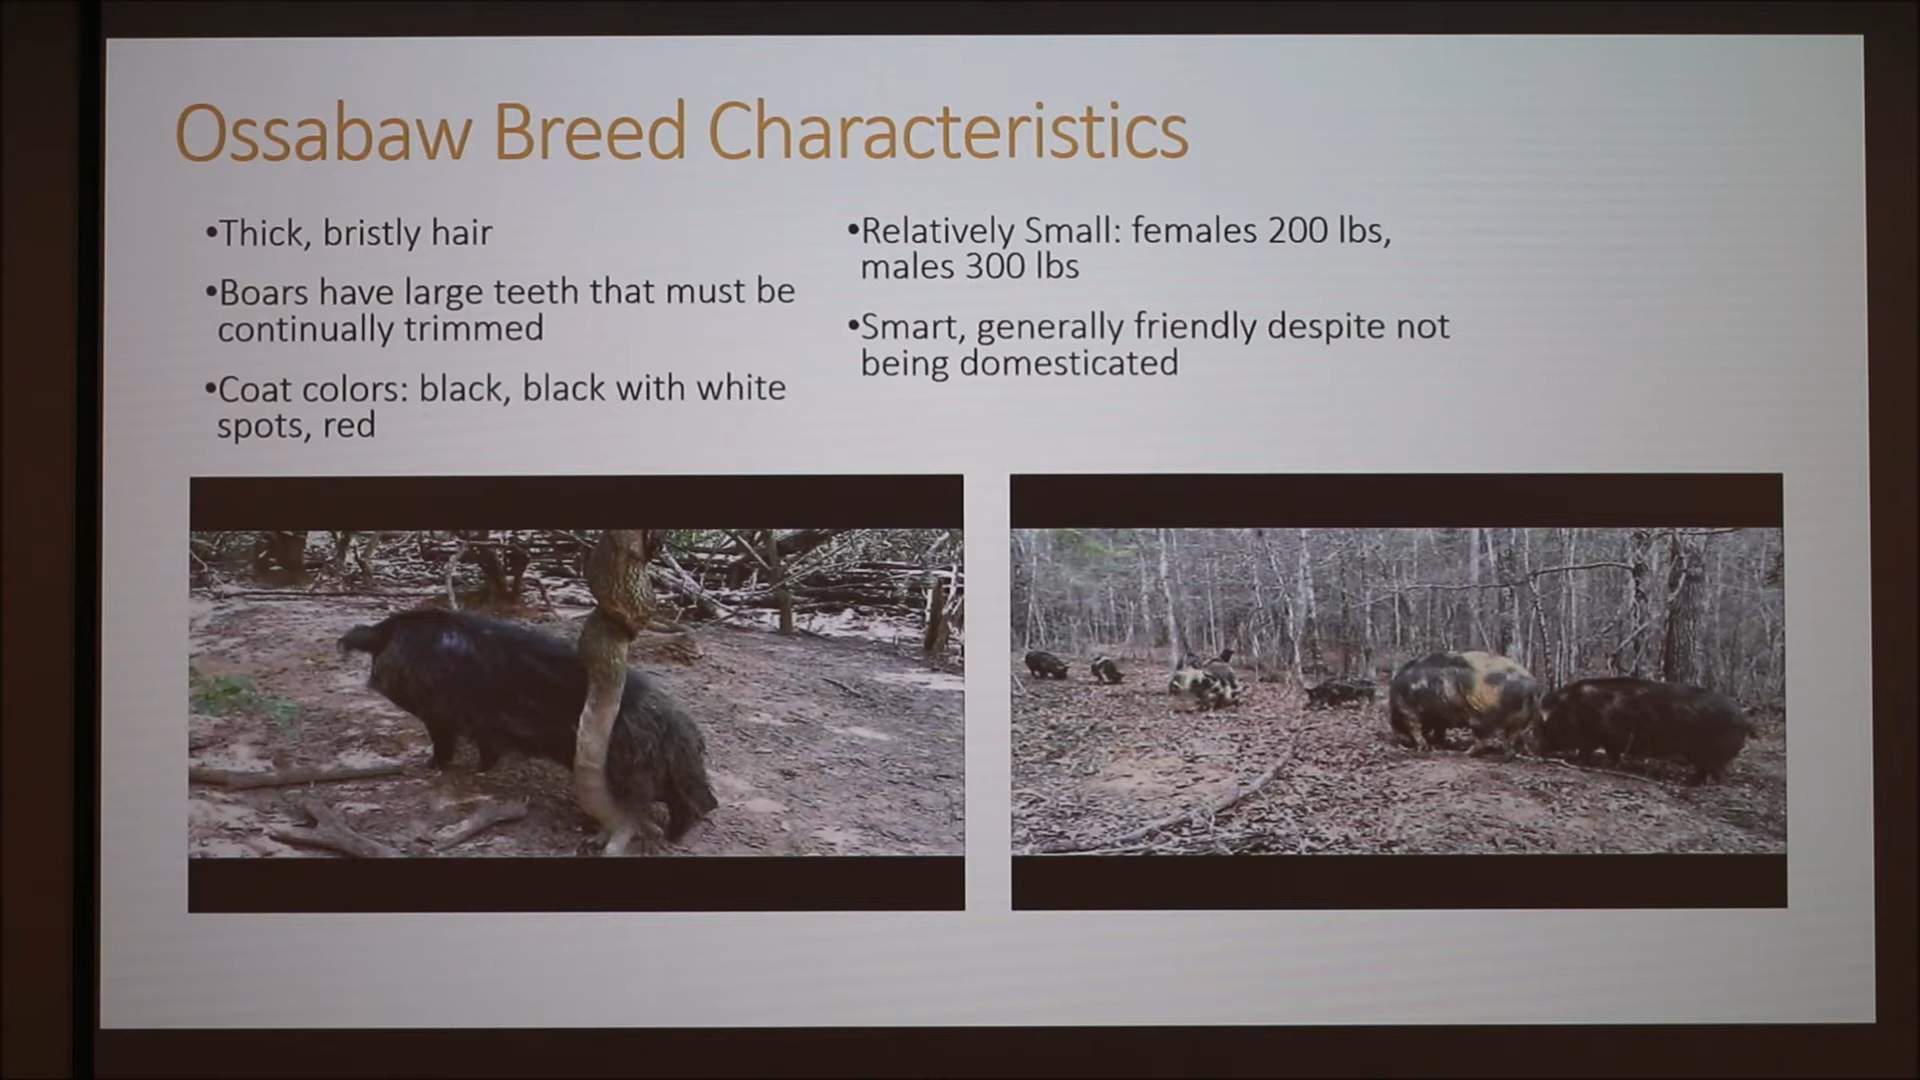 Ossabaw Breed Characteristics
•Thick, bristly hair
•Boars have large teeth that must be
continually trimmed
•Coat colors: black, black with white
spots, red
•Relatively Small: females 200 lbs,
males 300 lbs
•Smart, generally friendly despite not
being domesticated